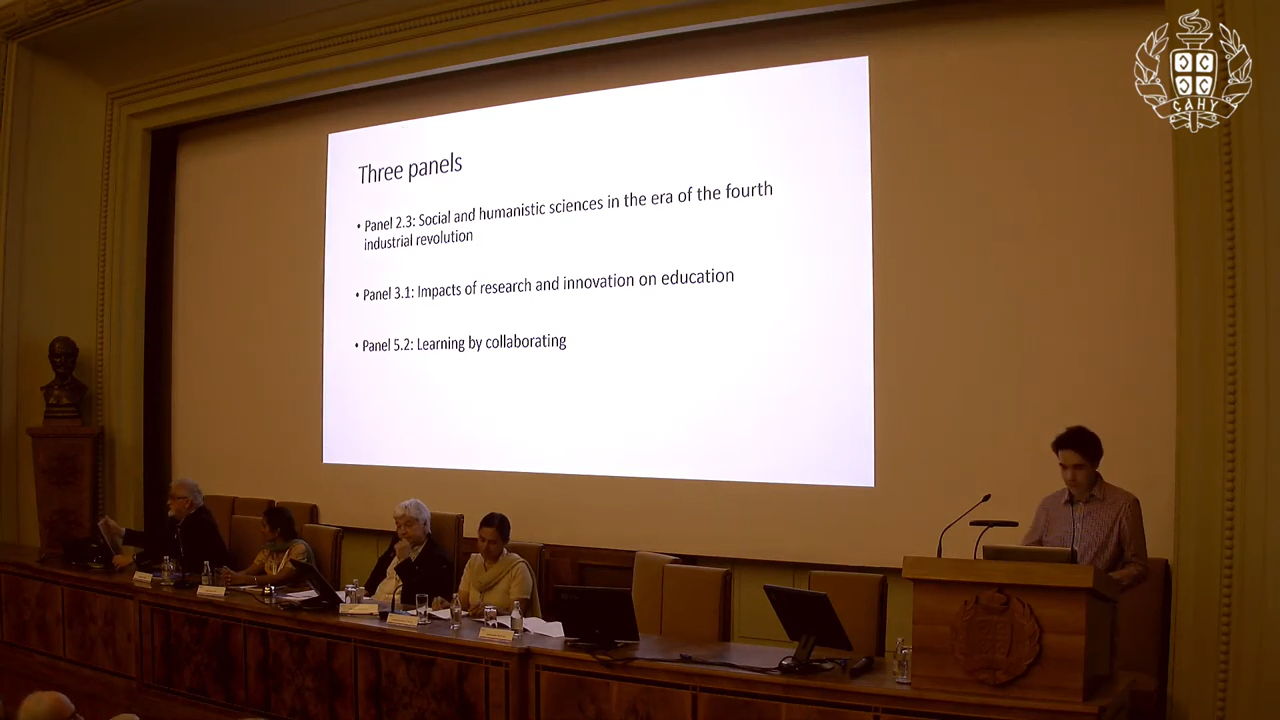 Three panels
• Panel 2.3: Social and humanistic sciences in the era of the fourth
industrial revolution
• Panel 3.1: Impacts of research and innovation on education
• Panel 5.2: Learning by collaborating
САНУ